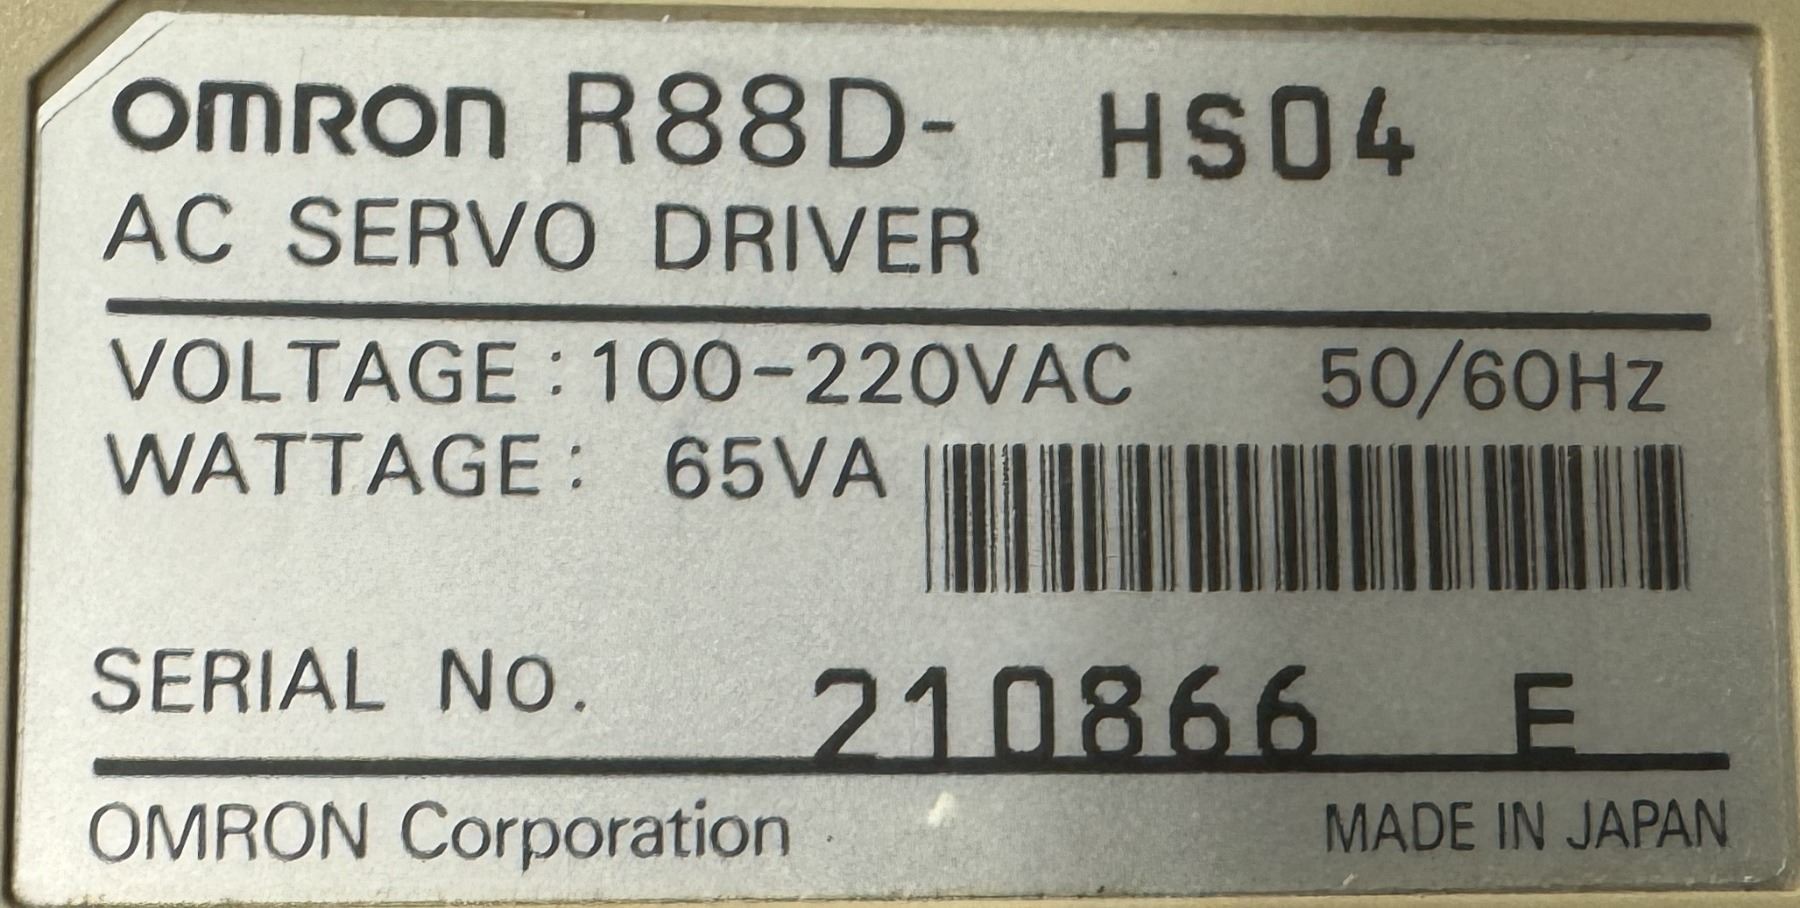 OMRON R88D- HS04
AC SERVO DRIVER
VOLTAGE:100-220VAC 50/60Hz
WATTAGE: 65VA
SERIAL No. 210866 E
OMRON Corporation MADE IN JAPAN